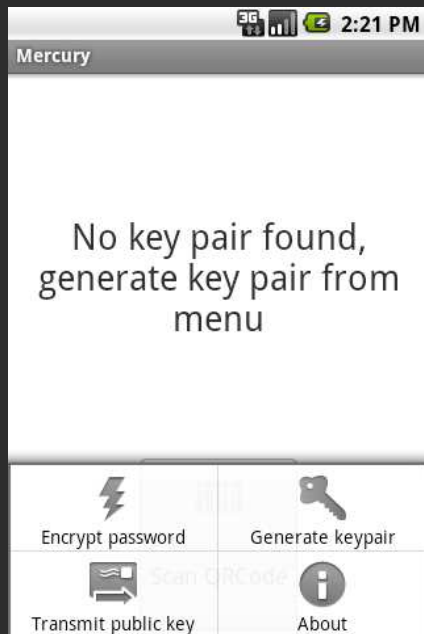 3G 2:21 PM
Mercury
No key pair found,
generate key pair from
menu
Encrypt password
Generate keypair
Scan QRCode
Transmit public key
About